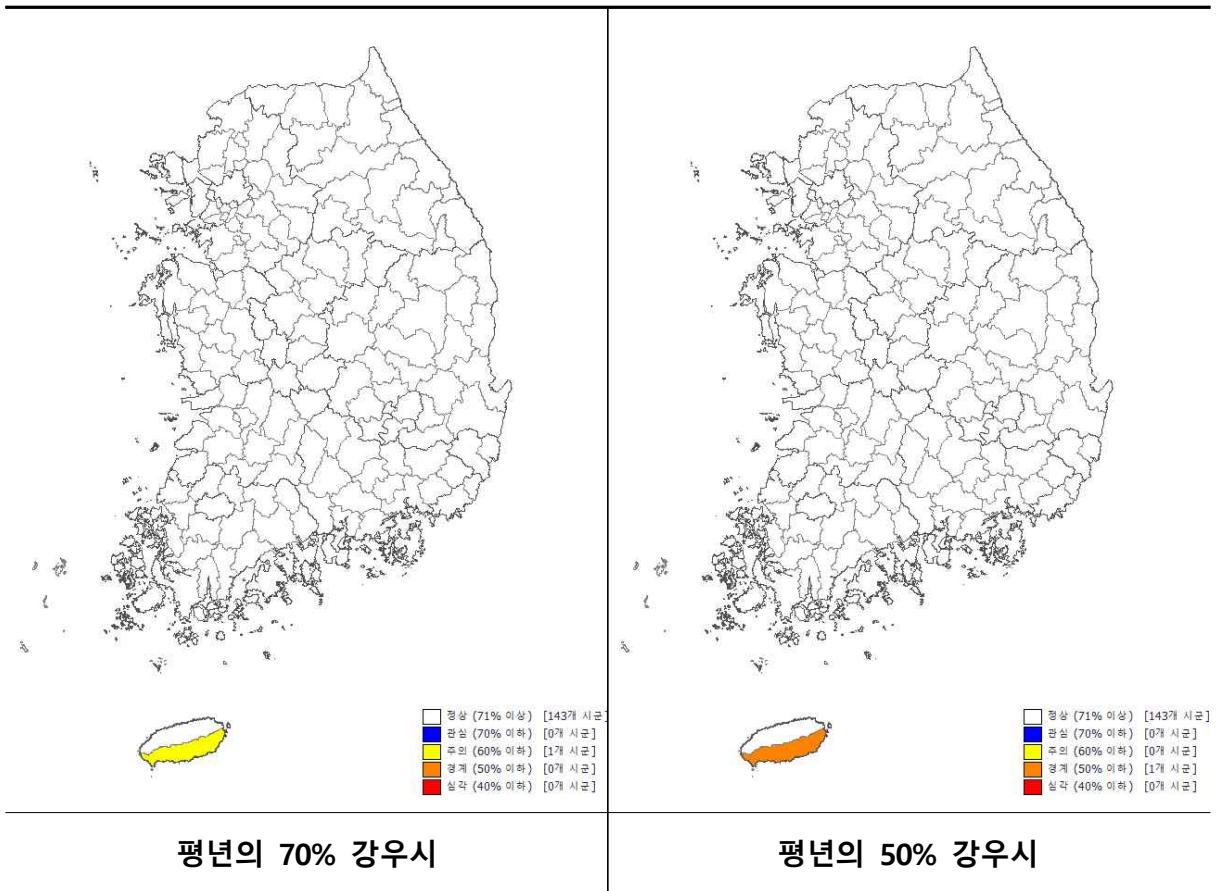 정상 (71% 이상) [143개 시군]
관심 (70% 이하) [0개 시군]
주의 (60% 이하) [1개 시군]
경계 (50% 이하) [0개 시군]
심각 (40% 이하) [0개 시군]
평년의 70% 강우시
정상 (71% 이상) [143개 시군]
관심 (70% 이하) [0개 시군]
주의 (60% 이하) [0개 시군]
경계 (50% 이하) [1개 시군]
심각 (40% 이하) [0개 시군]
평년의 50% 강우시